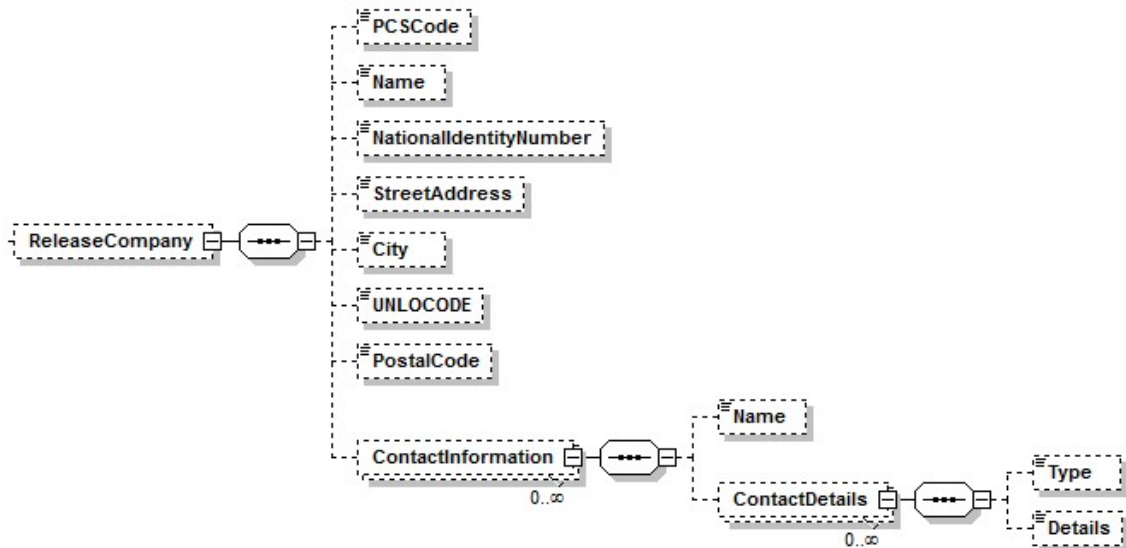 PCSCode
Name
NationalIdentityNumber
StreetAddress
ReleaseCompany
City
UNLOCODE
PostalCode
ContactInformation
0..∞
Name
ContactDetails
0..∞
Type
Details